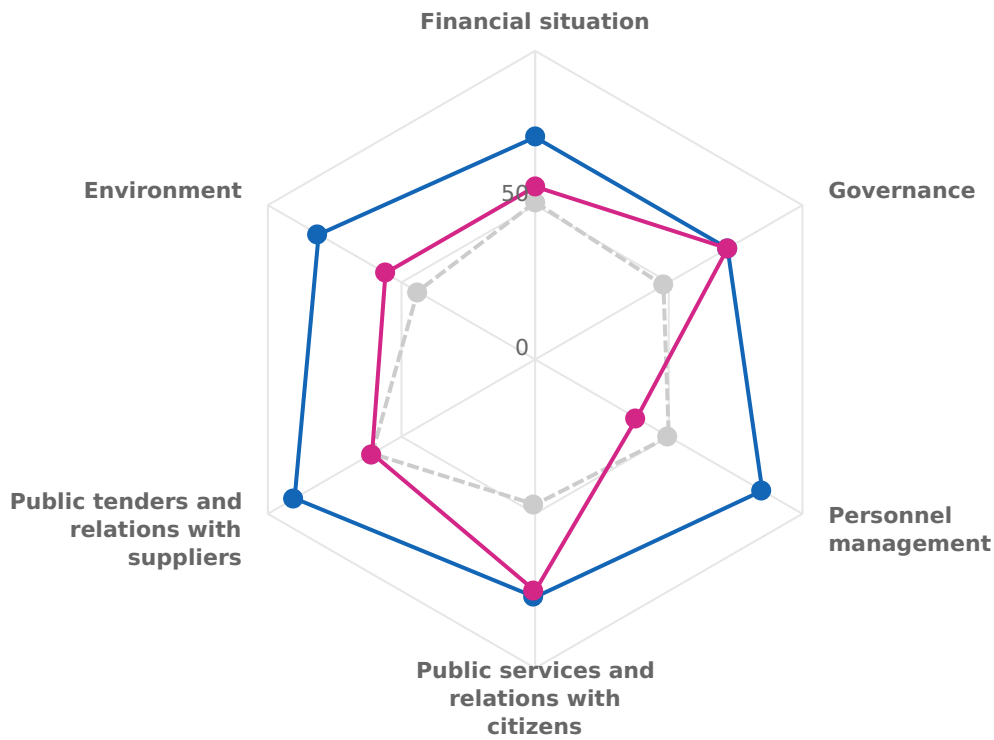 Financial situation
Environment
50
Governance
0
Public tenders and
relations with
suppliers
Personnel
management
Public services and
relations with
citizens